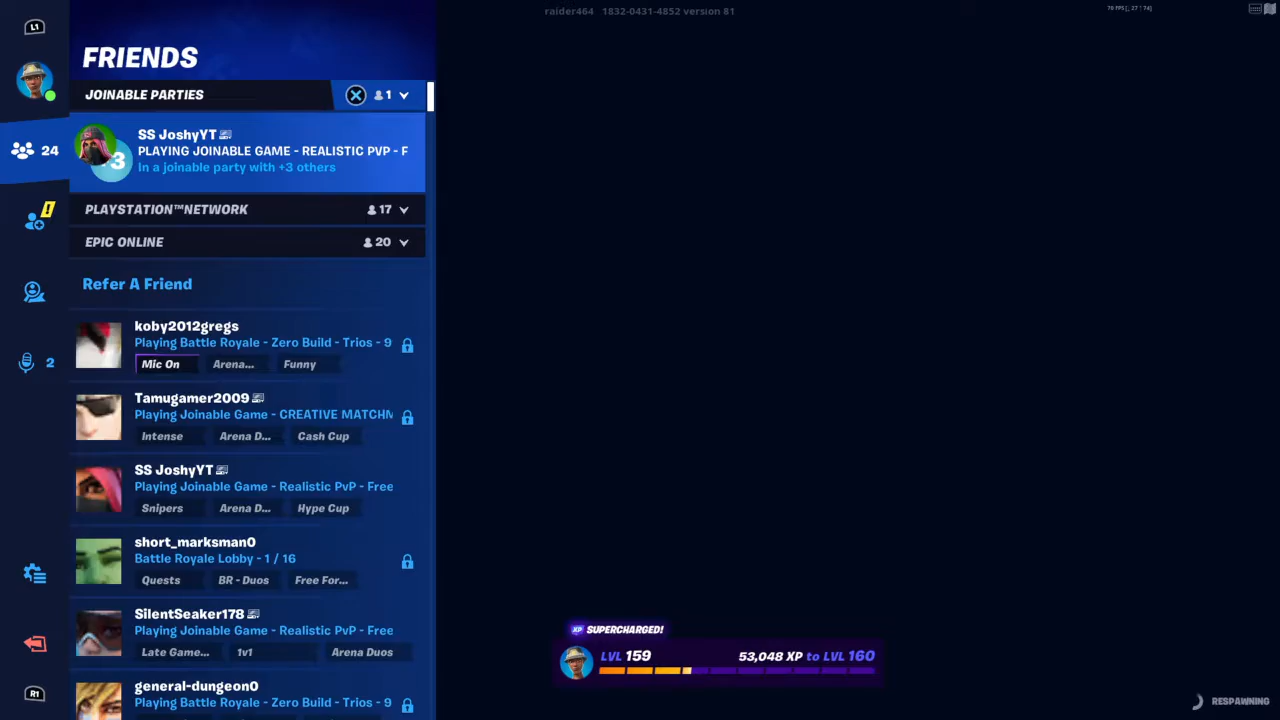 L1
raider464 1832-0431-4852 version 81
FRIENDS
JOINABLE PARTIES
1
SS JoshyYT
PLAYING JOINABLE GAME - REALISTIC PVP - F
In a joinable party with +3 others
+3
24
PLAYSTATION™NETWORK
17
EPIC ONLINE
20
Refer A Friend
koby2012gregs
Playing Battle Royale - Zero Build - Trios - 9
Mic On Arena... Funny
2
Tamugamer2009
Playing Joinable Game - CREATIVE MATCHM
Intense Arena D... Cash Cup
SS JoshyYT
Playing Joinable Game - Realistic PvP - Free
Snipers Arena D... Hype Cup
short_marksman0
Battle Royale Lobby - 1 / 16
Quests BR - Duos Free For...
SilentSeaker178
Playing Joinable Game - Realistic PvP - Free
Late Game... 1v1 Arena Duos
general-dungeon0
Playing Battle Royale - Zero Build - Trios - 9
R1
XP SUPERCHARGED!
LVL 159
53,048 XP to LVL 160
RESPAWNING